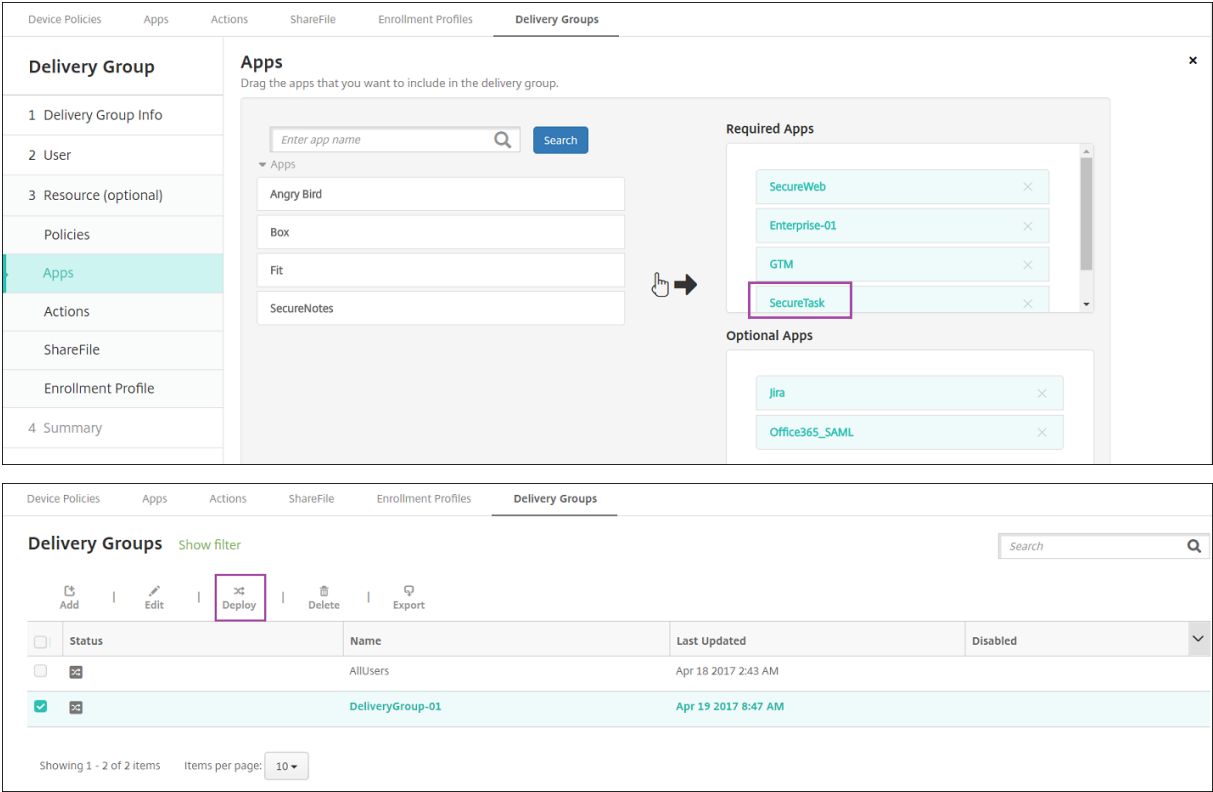 Device Policies Apps Actions ShareFile Enrollment Profiles Delivery Groups
Delivery Group
1 Delivery Group Info
2 User
3 Resource (optional)
Policies
Apps
Actions
ShareFile
Enrollment Profile
4 Summary
Apps
Drag the apps that you want to include in the delivery group.
Enter app name Search
Apps
Angry Bird
Box
Fit
SecureNotes
Required Apps
SecureWeb
Enterprise-01
GTM
SecureTask
Optional Apps
Jira
Office365_SAML
Device Policies Apps Actions ShareFile Enrollment Profiles Delivery Groups
Delivery Groups Show filter Search
Add | Edit | Deploy | Delete | Export
Status Name Last Updated Disabled
AllUsers Apr 18 2017 2:43 AM
DeliveryGroup-01 Apr 19 2017 8:47 AM
Showing 1 - 2 of 2 items Items per page: 10